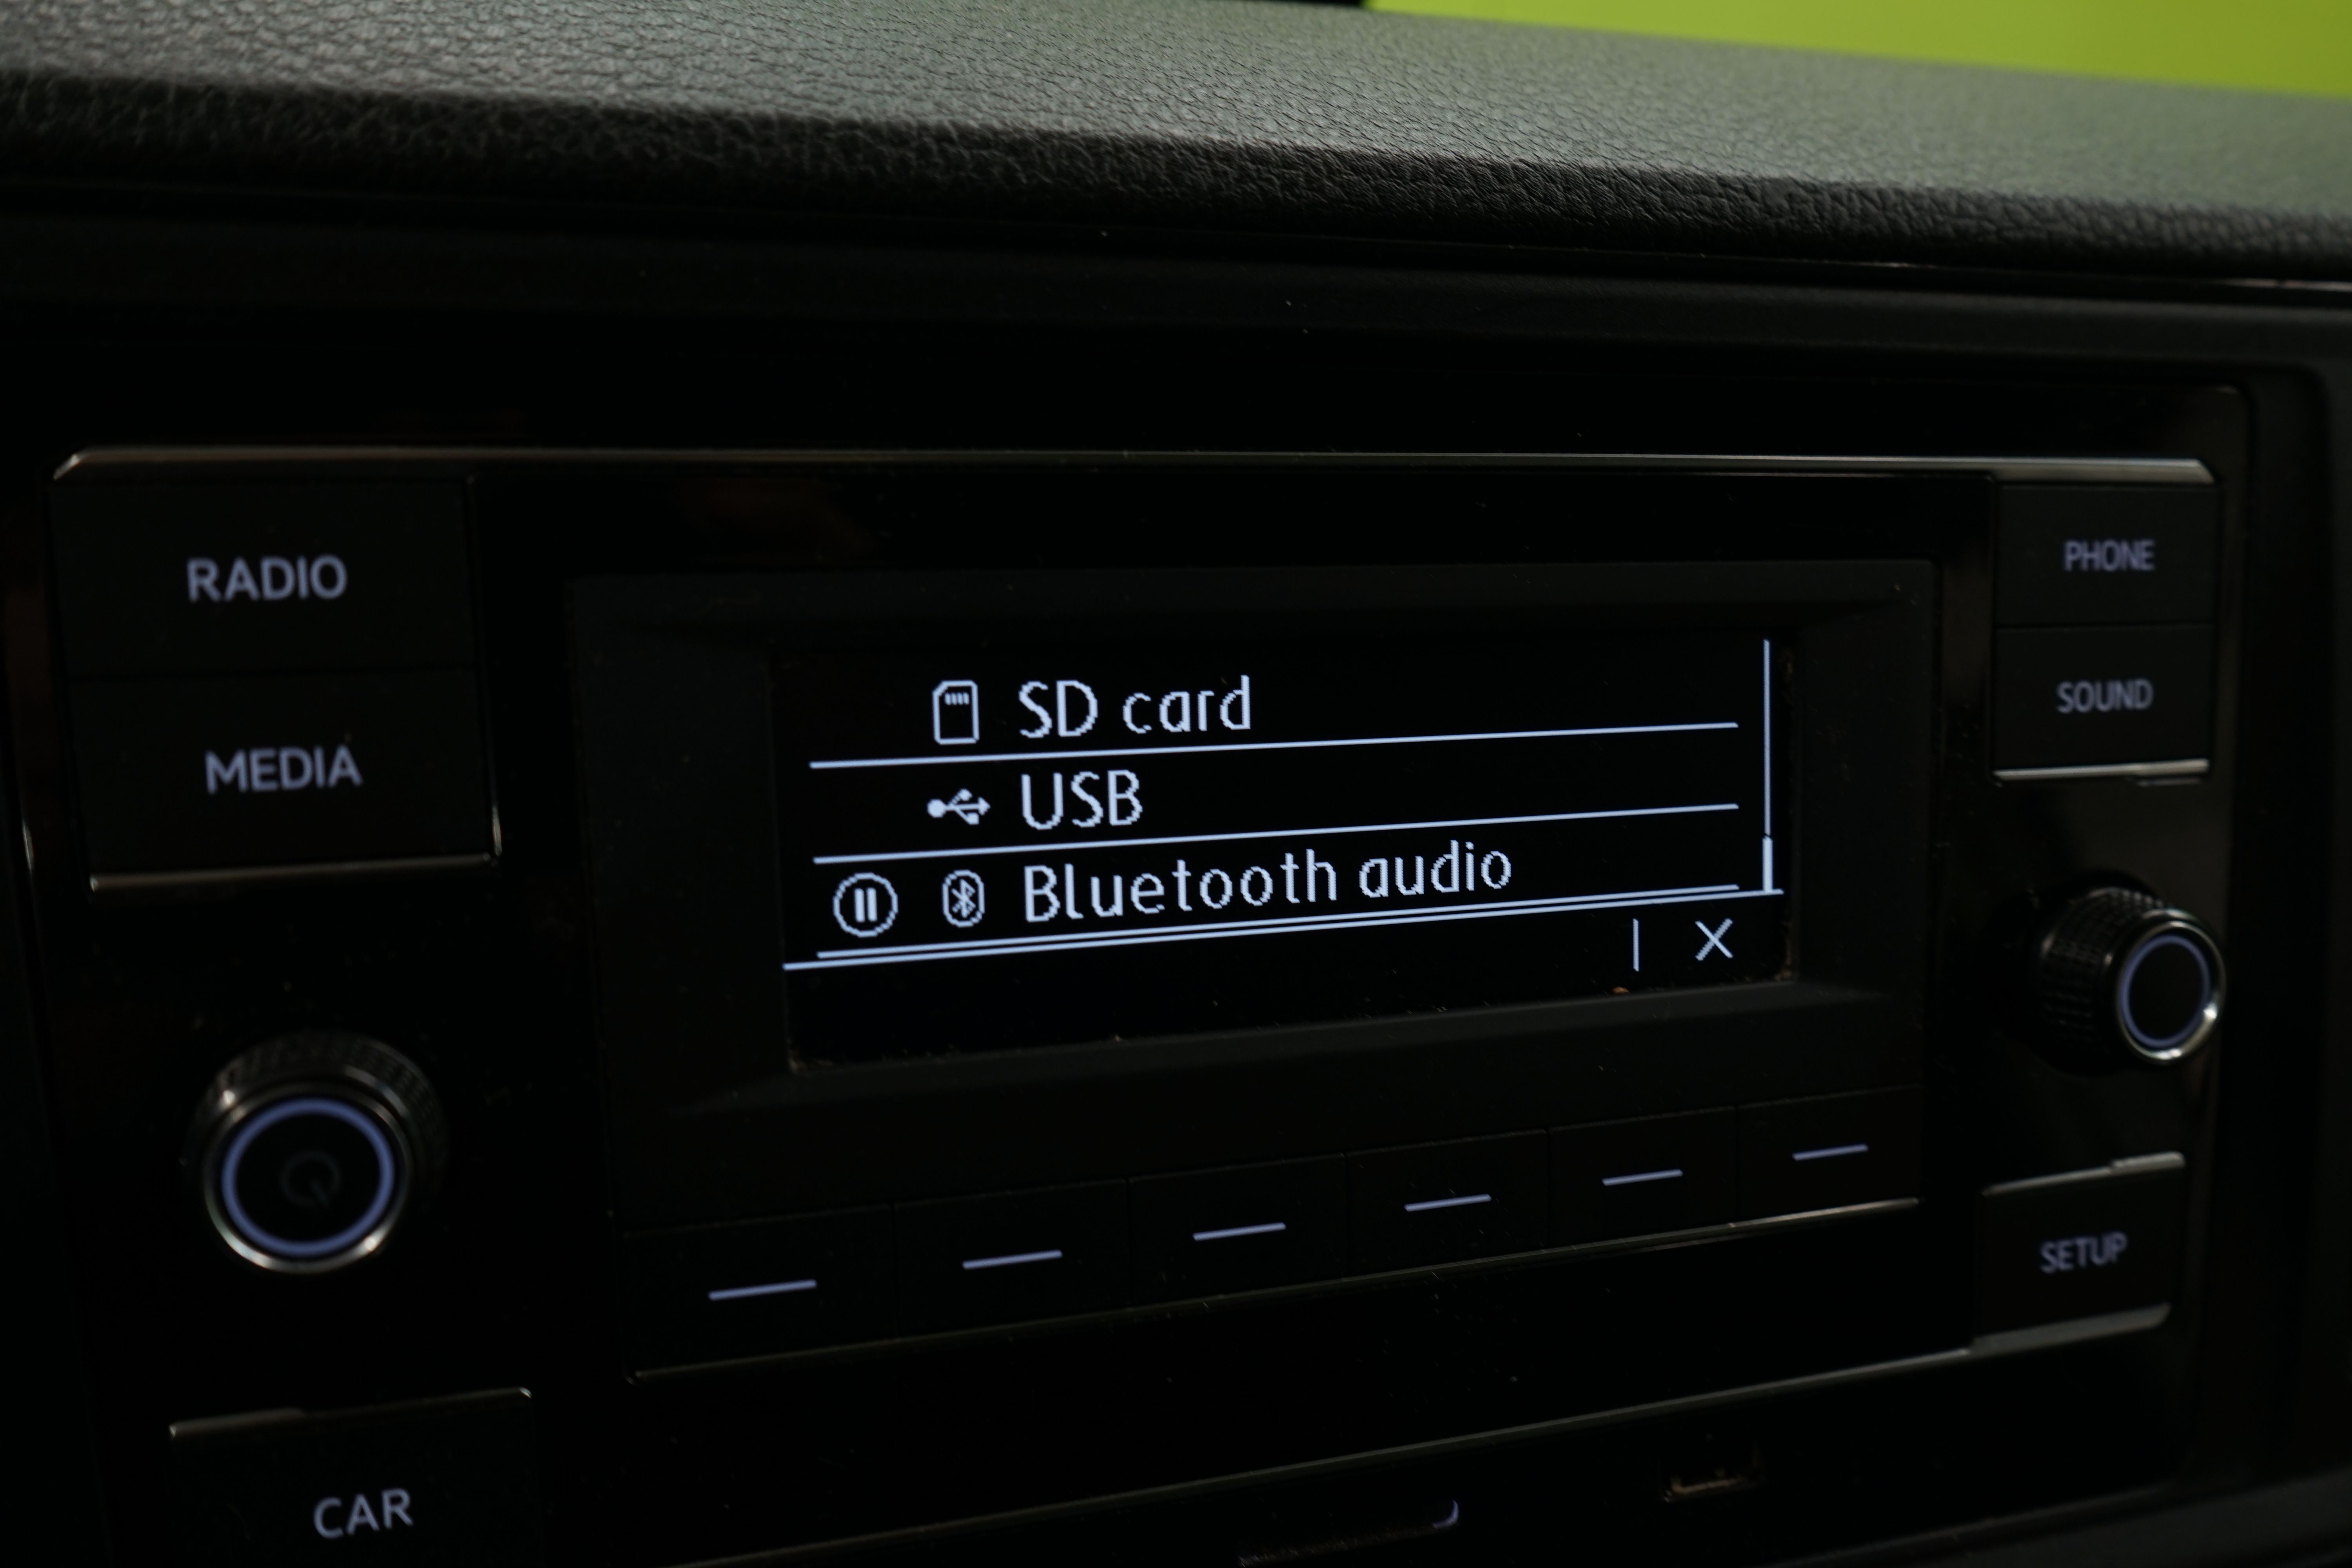 RADIO
MEDIA
SD card
USB
Bluetooth audio
PHONE
SOUND
SETUP
CAR